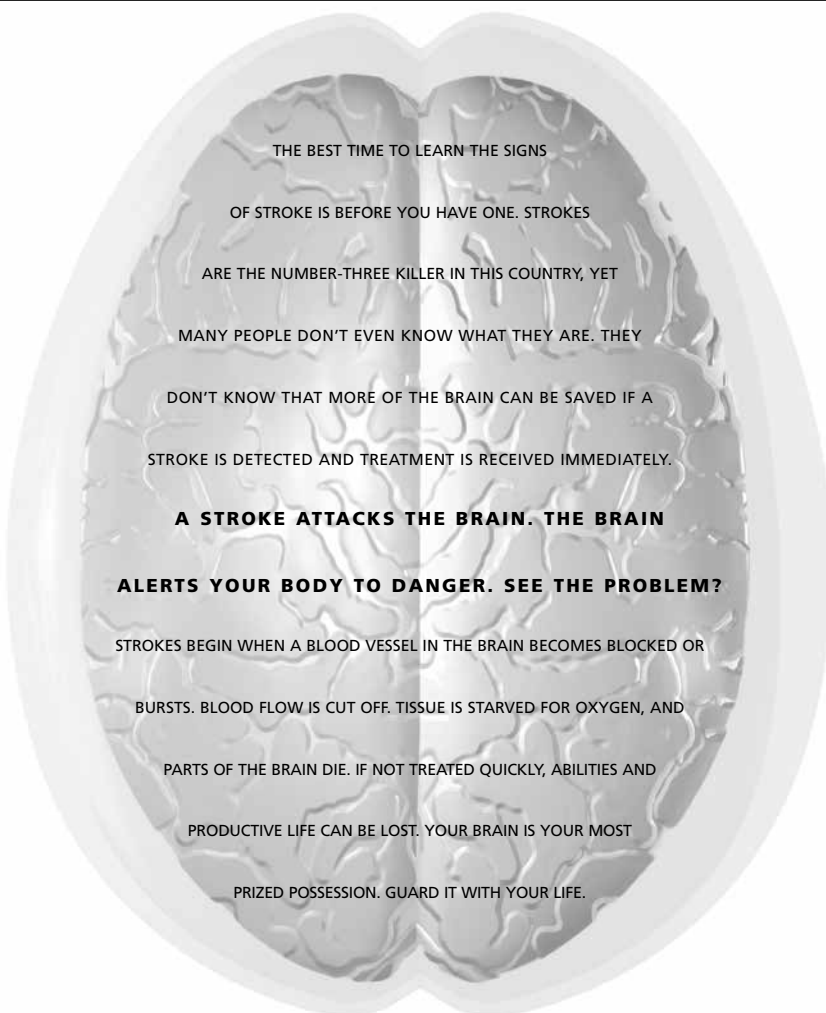 THE BEST TIME TO LEARN THE SIGNS
OF STROKE IS BEFORE YOU HAVE ONE. STROKES
ARE THE NUMBER-THREE KILLER IN THIS COUNTRY, YET
MANY PEOPLE DON’T EVEN KNOW WHAT THEY ARE. THEY
DON’T KNOW THAT MORE OF THE BRAIN CAN BE SAVED IF A
STROKE IS DETECTED AND TREATMENT IS RECEIVED IMMEDIATELY.
A STROKE ATTACKS THE BRAIN. THE BRAIN
ALERTS YOUR BODY TO DANGER. SEE THE PROBLEM?
STROKES BEGIN WHEN A BLOOD VESSEL IN THE BRAIN BECOMES BLOCKED OR
BURSTS. BLOOD FLOW IS CUT OFF. TISSUE IS STARVED FOR OXYGEN, AND
PARTS OF THE BRAIN DIE. IF NOT TREATED QUICKLY, ABILITIES AND
PRODUCTIVE LIFE CAN BE LOST. YOUR BRAIN IS YOUR MOST
PRIZED POSSESSION. GUARD IT WITH YOUR LIFE.